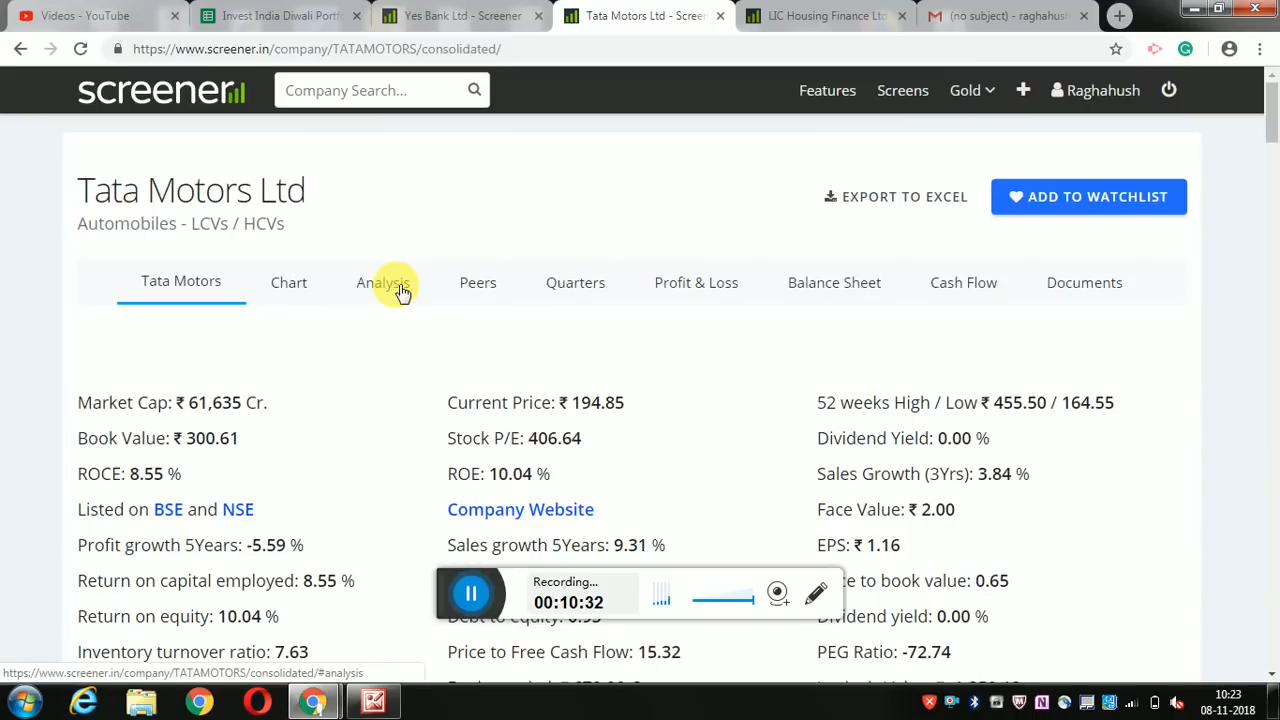 Videos - YouTube
Invest India Diwali Portf
Yes Bank Ltd - Screener
Tata Motors Ltd - Screen
LIC Housing Finance Ltd
(no subject) - raghahush
https://www.screener.in/company/TATAMOTORS/consolidated/
screener
Company Search...
Features
Screens
Gold
Raghahush
Tata Motors Ltd
Automobiles - LCVs / HCVs
EXPORT TO EXCEL
ADD TO WATCHLIST
Tata Motors
Chart
Analysis
Peers
Quarters
Profit & Loss
Balance Sheet
Cash Flow
Documents
Market Cap: ₹ 61,635 Cr.
Current Price: ₹ 194.85
52 weeks High / Low ₹ 455.50 / 164.55
Book Value: ₹ 300.61
Stock P/E: 406.64
Dividend Yield: 0.00 %
ROCE: 8.55 %
ROE: 10.04 %
Sales Growth (3Yrs): 3.84 %
Listed on BSE and NSE
Company Website
Face Value: ₹ 2.00
Profit growth 5Years: -5.59 %
Sales growth 5Years: 9.31 %
EPS: ₹ 1.16
Return on capital employed: 8.55 %
Recording...
00:10:32
ce to book value: 0.65
Return on equity: 10.04 %
Dividend yield: 0.00 %
Inventory turnover ratio: 7.63
Price to Free Cash Flow: 15.32
PEG Ratio: -72.74
https://www.screener.in/company/TATAMOTORS/consolidated/#analysis
10:23
08-11-2018